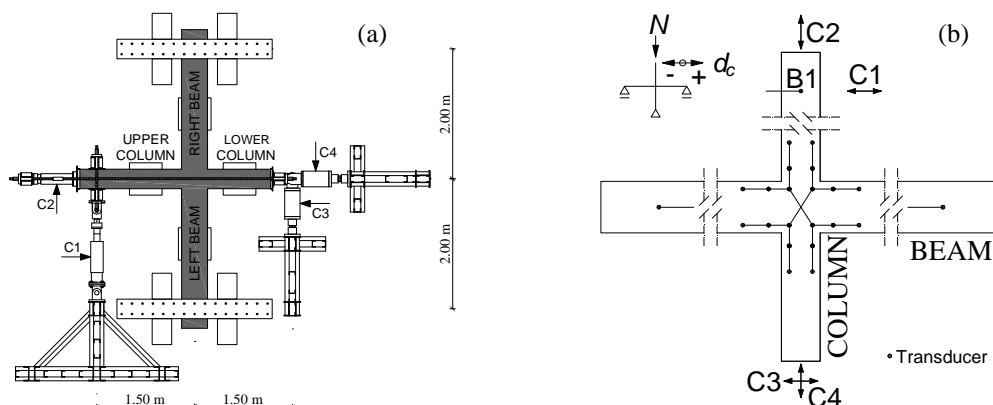 (a)
RIGHT BEAM
2.00 m
UPPER
COLUMN
LOWER
COLUMN
C4
C2
C3
C1
LEFT BEAM
2.00 m
1.50 m
1.50 m
(b)
N
C2
- +
d_c
B1
C1
BEAM
COLUMN
Transducer
C3
C4